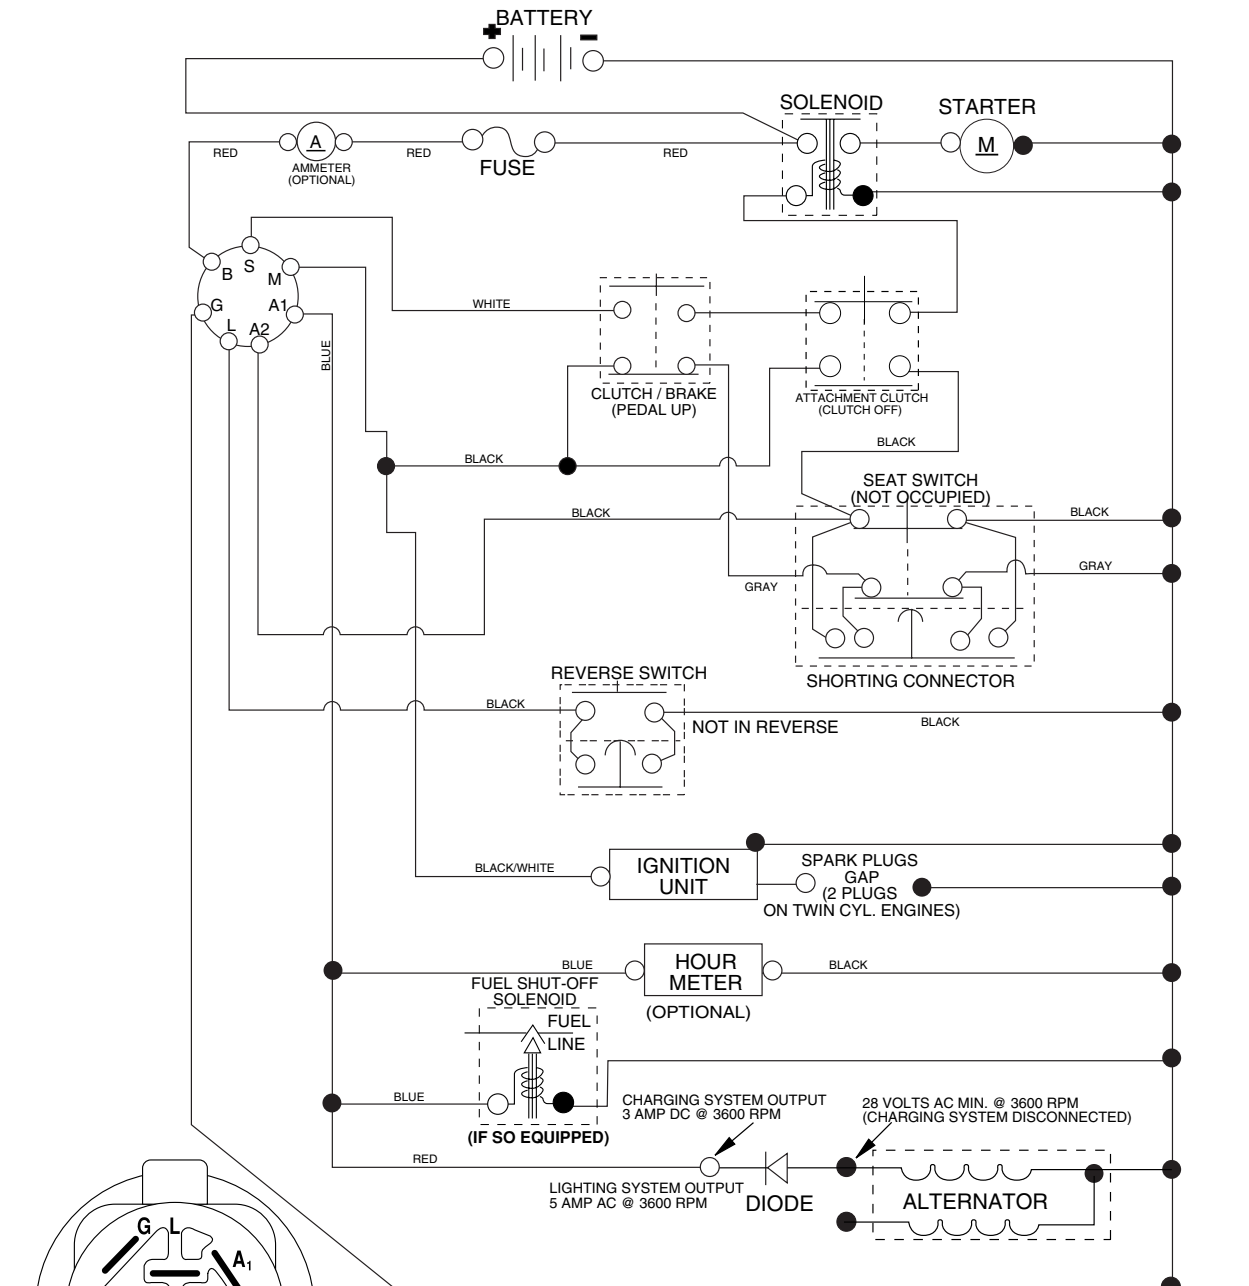 BATTERY
SOLENOID
STARTER
M
A
RED
RED
RED
FUSE
AMMETER
(OPTIONAL)
B
S
M
G
A1
L
A2
BLUE
WHITE
CLUTCH / BRAKE
(PEDAL UP)
ATTACHMENT CLUTCH
(CLUTCH OFF)
BLACK
BLACK
SEAT SWITCH
(NOT OCCUPIED)
BLACK
BLACK
GRAY
GRAY
SHORTING CONNECTOR
REVERSE SWITCH
BLACK
NOT IN REVERSE
BLACK
BLACK/WHITE
IGNITION
UNIT
SPARK PLUGS
GAP
(2 PLUGS
ON TWIN CYL. ENGINES)
BLUE
HOUR
METER
BLACK
(OPTIONAL)
FUEL SHUT-OFF
SOLENOID
FUEL
LINE
BLUE
(IF SO EQUIPPED)
CHARGING SYSTEM OUTPUT
3 AMP DC @ 3600 RPM
28 VOLTS AC MIN. @ 3600 RPM
(CHARGING SYSTEM DISCONNECTED)
RED
LIGHTING SYSTEM OUTPUT
5 AMP AC @ 3600 RPM
DIODE
ALTERNATOR
G
L
A1